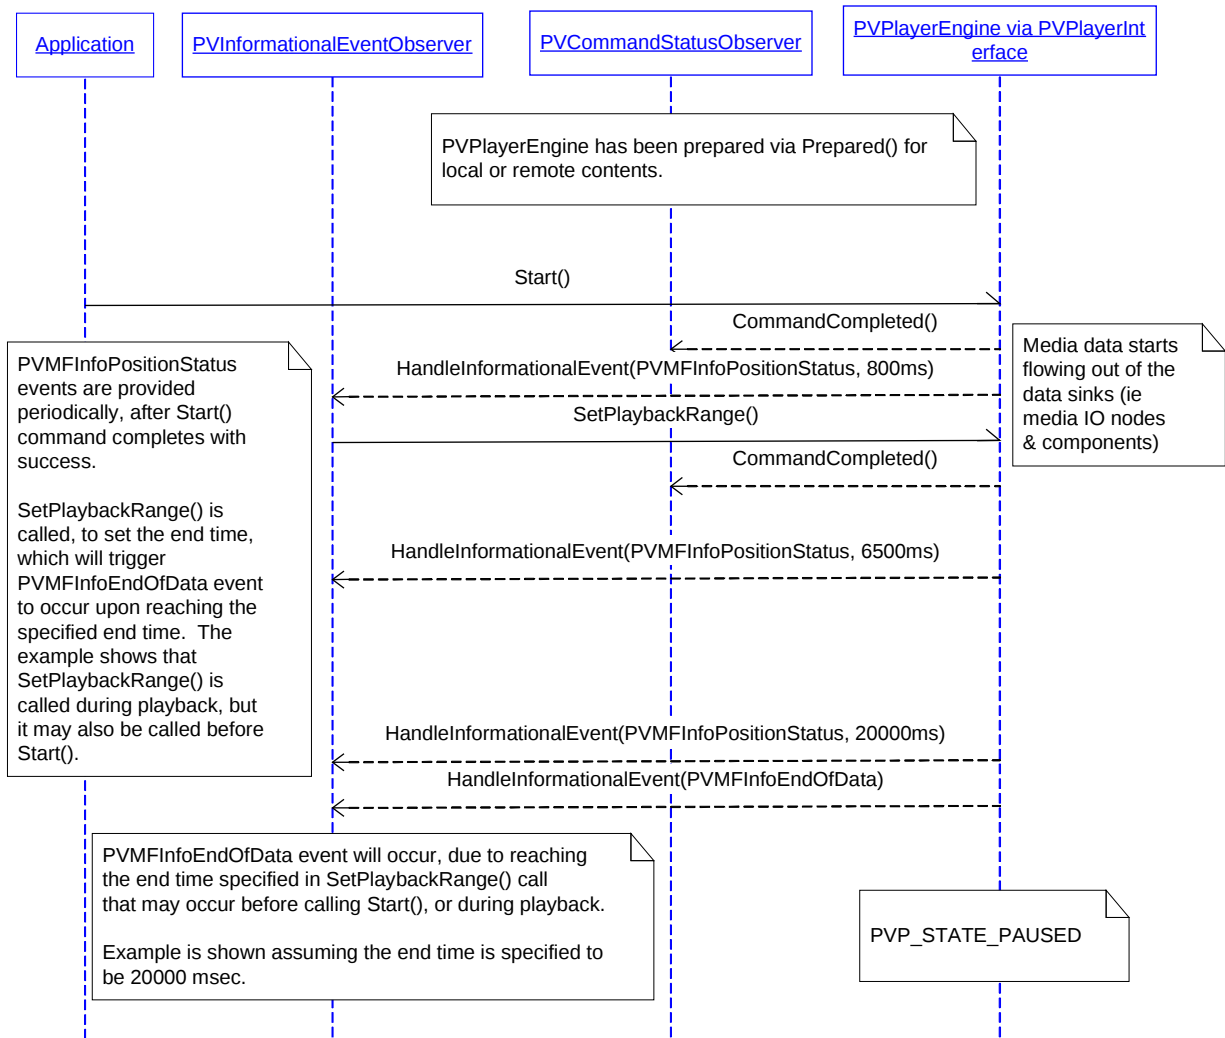 Application
PVInformationalEventObserver
PVCommandStatusObserver
PVPlayerEngine via PVPlayerInt
erface
PVPlayerEngine has been prepared via Prepared() for
local or remote contents.
Start()
CommandCompleted()
HandleInformationalEvent(PVMFInfoPositionStatus, 800ms)
SetPlaybackRange()
CommandCompleted()
Media data starts
flowing out of the
data sinks (ie
media IO nodes
& components)
PVMFInfoPositionStatus
events are provided
periodically, after Start()
command completes with
success.
SetPlaybackRange() is
called, to set the end time,
which will trigger
PVMFInfoEndOfData event
to occur upon reaching the
specified end time.  The
example shows that
SetPlaybackRange() is
called during playback, but
it may also be called before
Start().
HandleInformationalEvent(PVMFInfoPositionStatus, 6500ms)
HandleInformationalEvent(PVMFInfoPositionStatus, 20000ms)
HandleInformationalEvent(PVMFInfoEndOfData)
PVMFInfoEndOfData event will occur, due to reaching
the end time specified in SetPlaybackRange() call
that may occur before calling Start(), or during playback.
Example is shown assuming the end time is specified to
be 20000 msec.
PVP_STATE_PAUSED